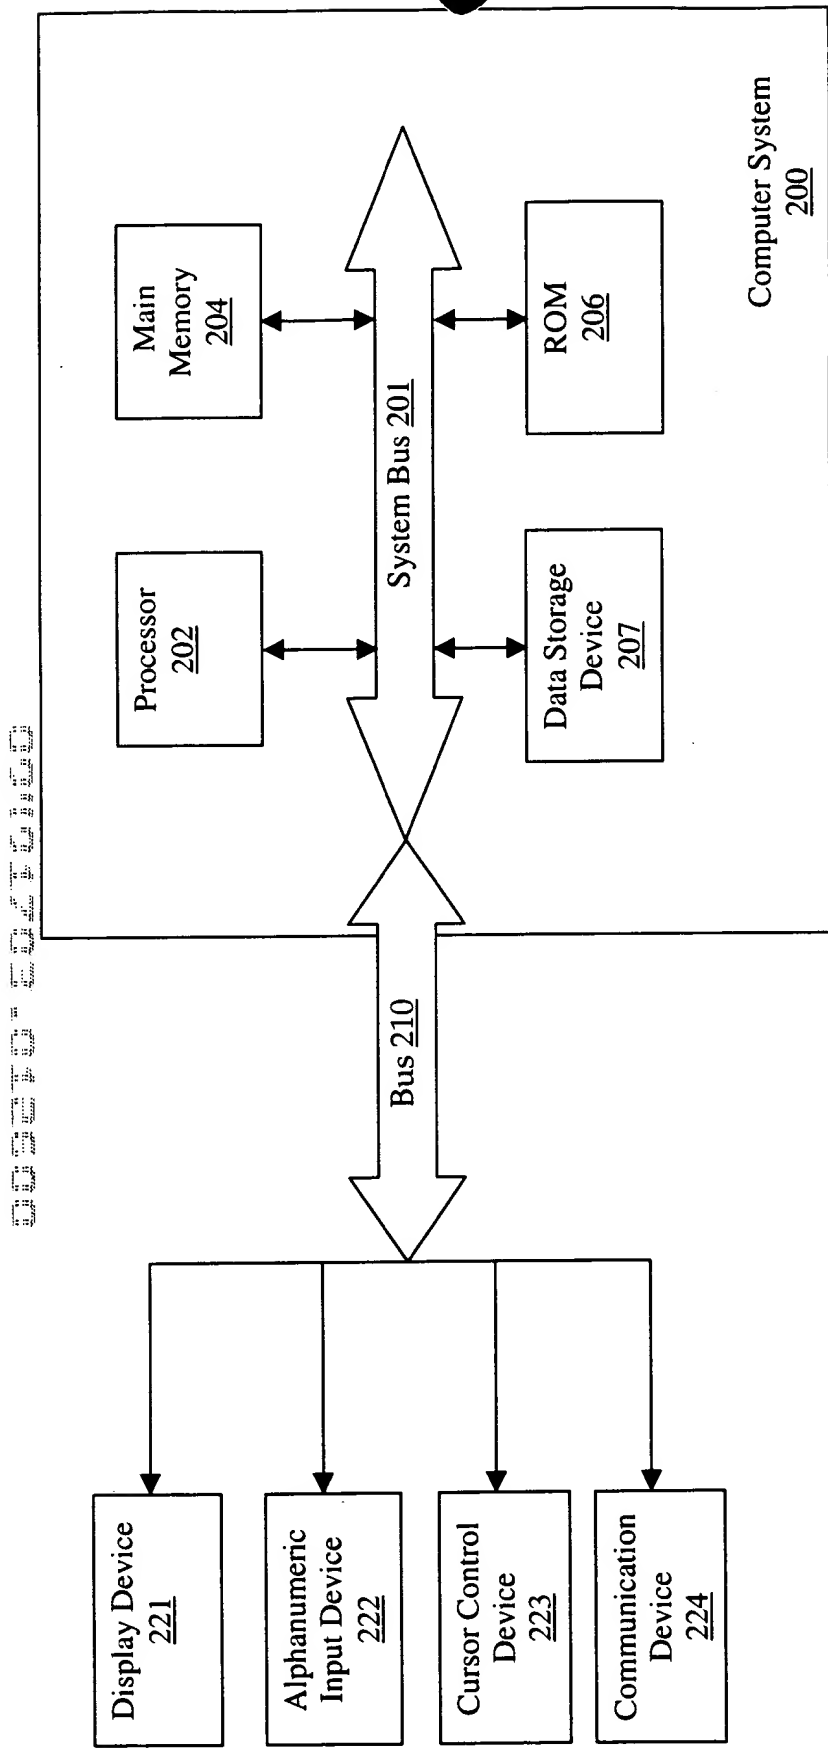 Display Device
221
Alphanumeric
Input Device
222
Cursor Control
Device
223
Communication
Device
224
Bus 210
Processor
202
Main
Memory
204
System Bus 201
Data Storage
Device
207
ROM
206
Computer System
200